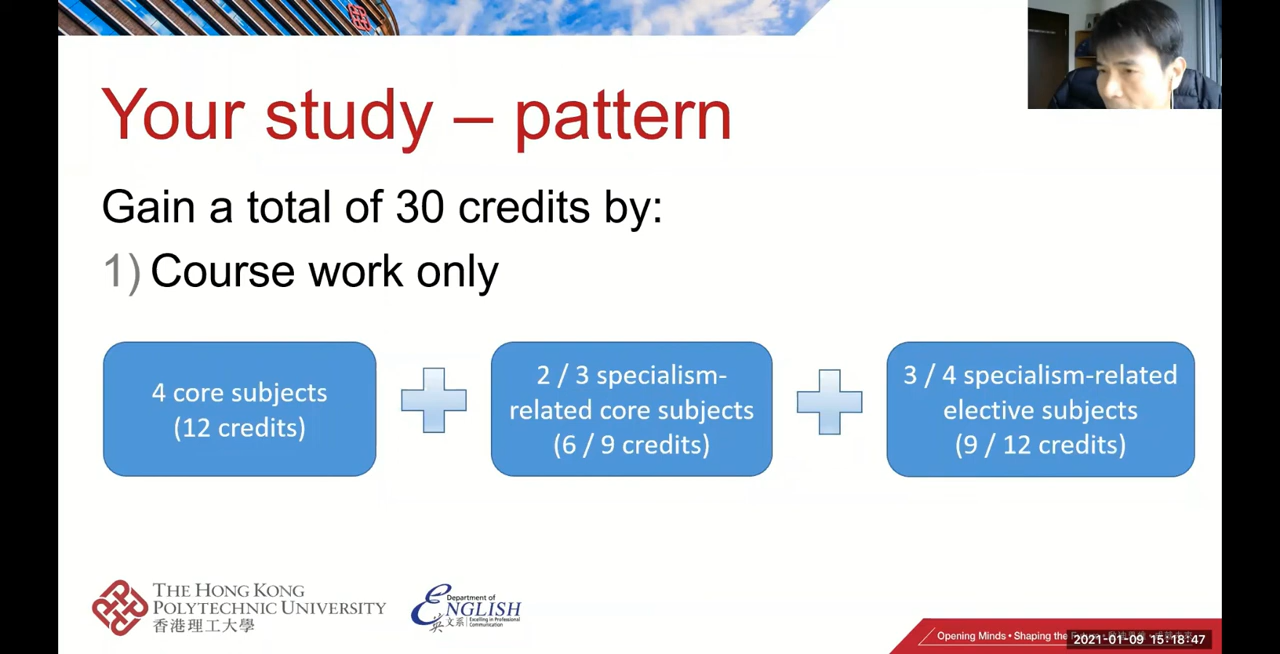 Your study – pattern
Gain a total of 30 credits by:
1) Course work only
4 core subjects
(12 credits)
2 / 3 specialism-
related core subjects
(6 / 9 credits)
3 / 4 specialism-related
elective subjects
(9 / 12 credits)
THE HONG KONG
POLYTECHNIC UNIVERSITY
香港理工大學
Department of
ENGLISH
英文系
Excelling in Professional
Communication
Opening Minds • Shaping the
2021-01-09 15:18:47